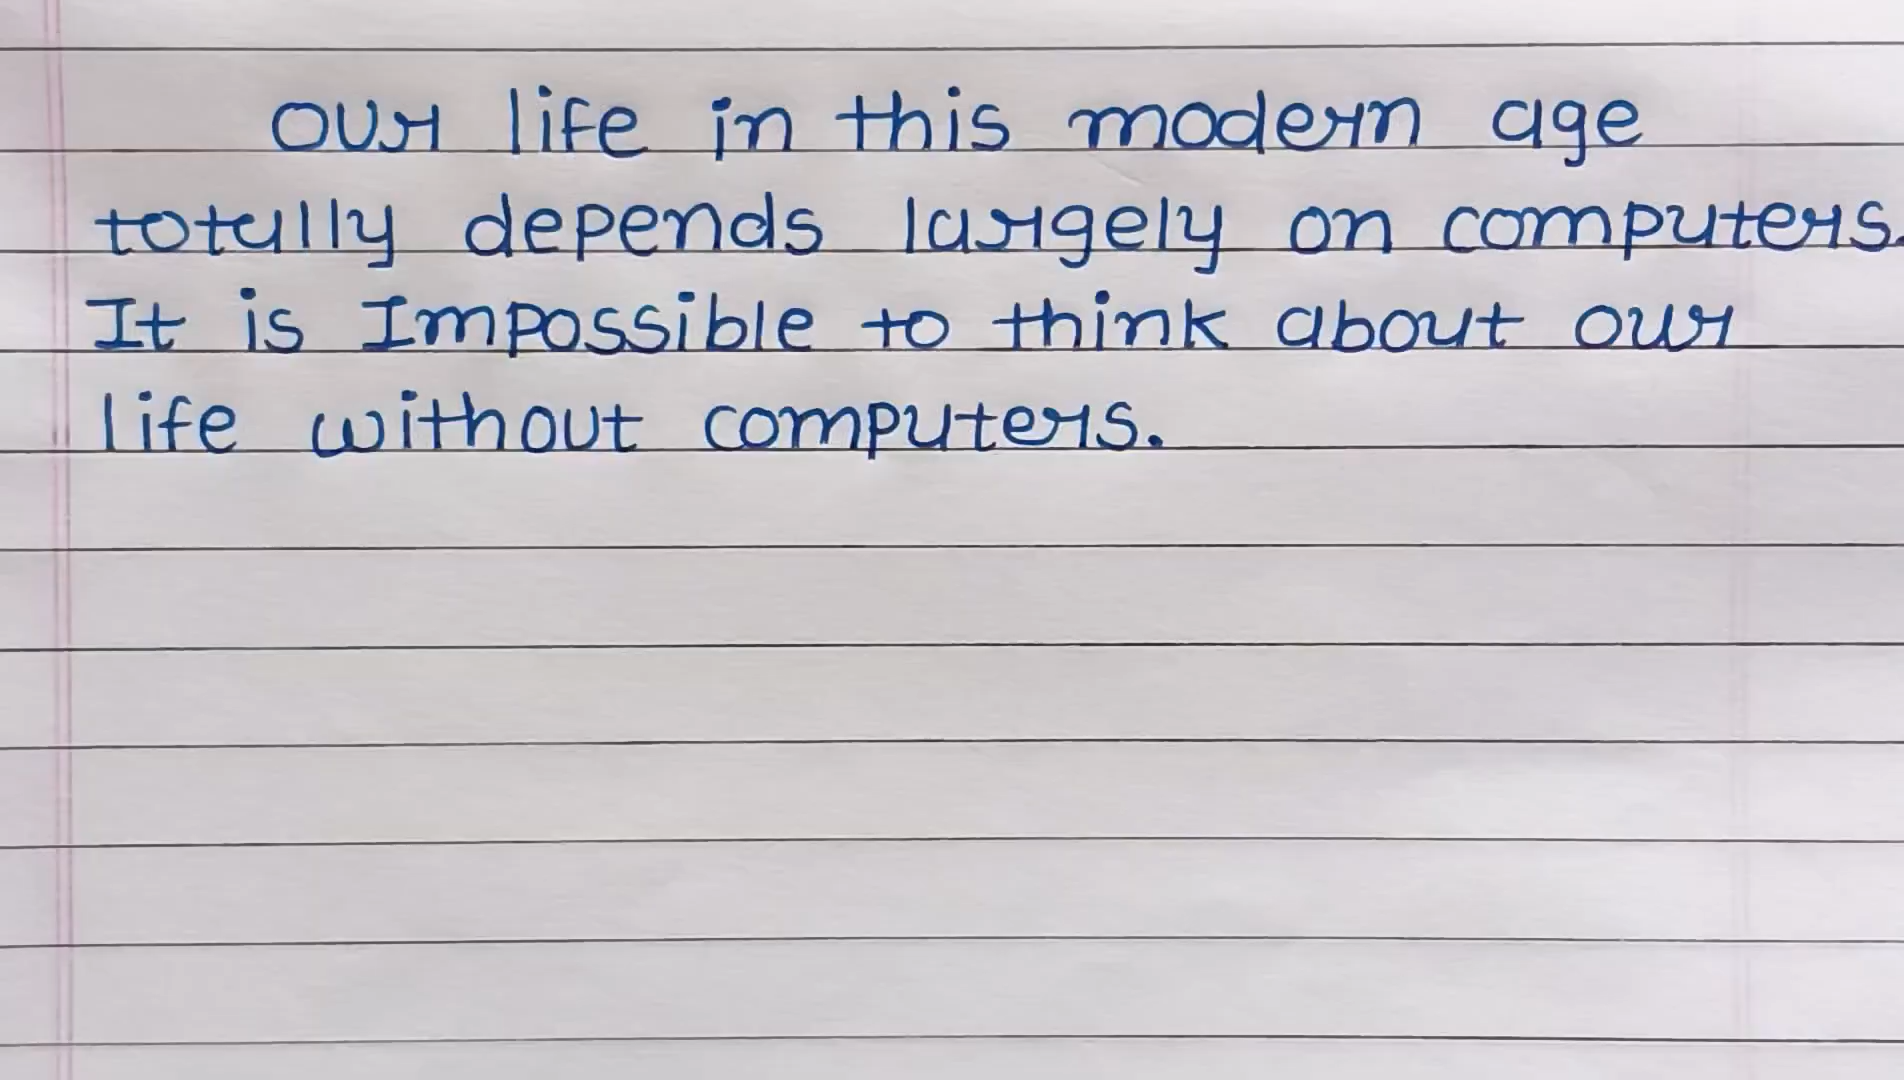 Our life in this modern age
totally depends largely on computers.
It is Impossible to think about our
life without computers.